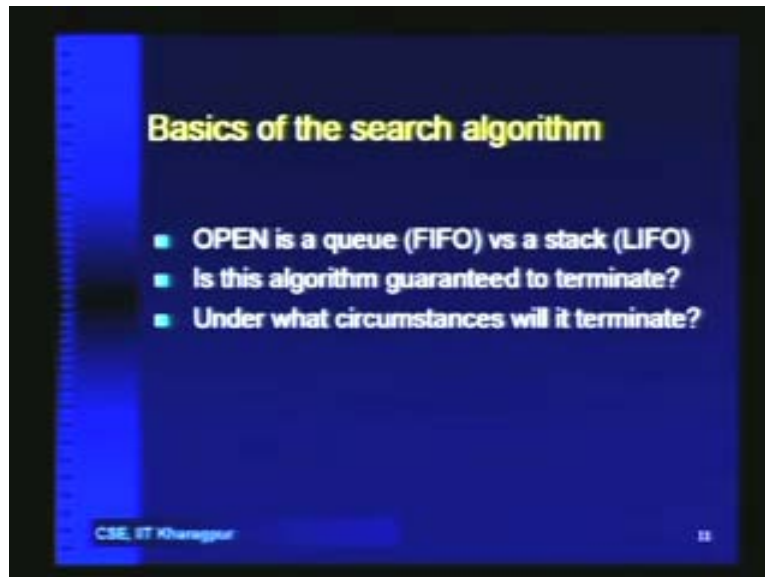 Basics of the search algorithm
OPEN is a queue (FIFO) vs a stack (LIFO)
Is this algorithm guaranteed to terminate?
Under what circumstances will it terminate?
CSE, IIT Kharagpur
11